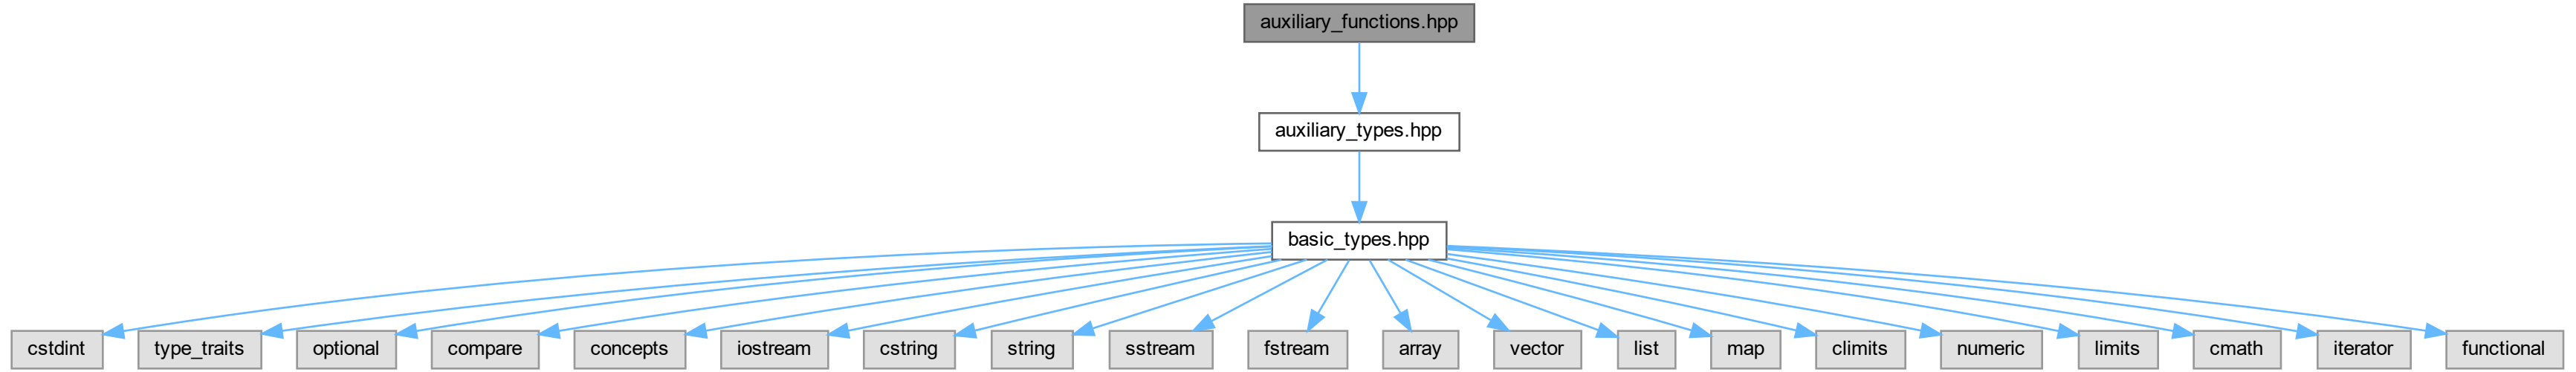 auxiliary_functions.hpp
auxiliary_types.hpp
basic_types.hpp
cstdint
type_traits
optional
compare
concepts
iostream
cstring
string
sstream
fstream
array
vector
list
map
climits
numeric
limits
cmath
iterator
functional